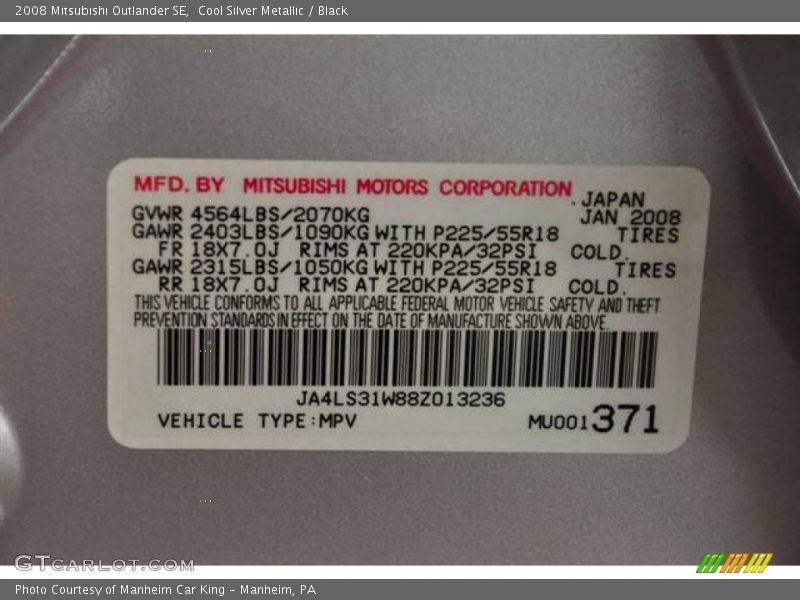 2008 Mitsubishi Outlander SE,  Cool Silver Metallic / Black
MFD. BY MITSUBISHI MOTORS CORPORATION. JAPAN
GVWR 4564LBS/2070KG JAN 2008
GAWR 2403LBS/1090KG WITH P225/55R18 TIRES
FR 18X7.0J RIMS AT 220KPA/32PSI COLD.
GAWR 2315LBS/1050KG WITH P225/55R18 TIRES
RR 18X7.0J RIMS AT 220KPA/32PSI COLD.
THIS VEHICLE CONFORMS TO ALL APPLICABLE FEDERAL MOTOR VEHICLE SAFETY AND THEFT
PREVENTION STANDARDS IN EFFECT ON THE DATE OF MANUFACTURE SHOWN ABOVE.
JA4LS31W88Z013236
VEHICLE TYPE:MPV MU001371
GTCARLOT.COM
Photo Courtesy of Manheim Car King - Manheim, PA